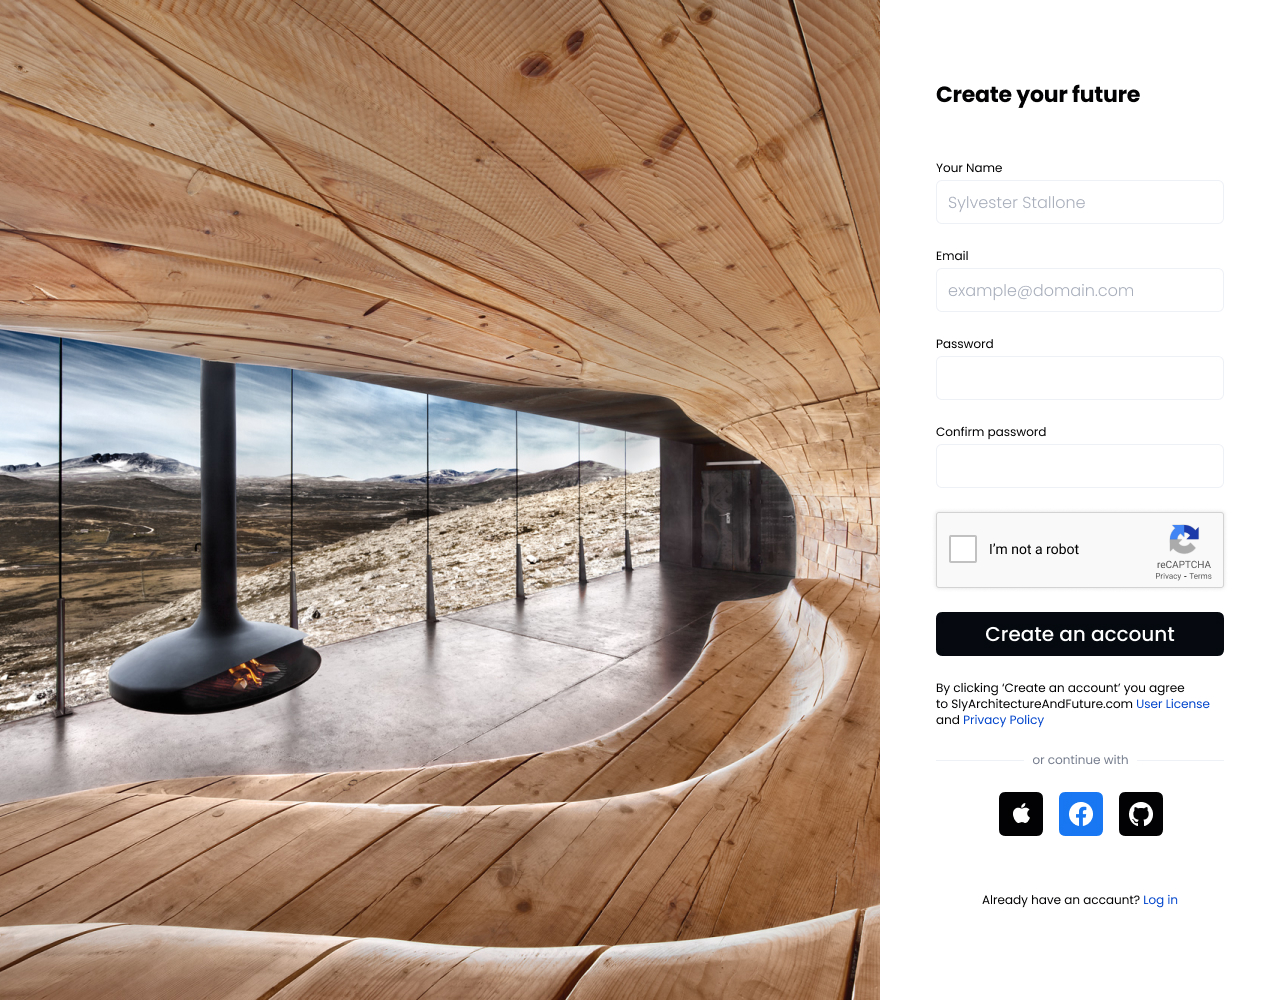 Create your future
Your Name
Sylvester Stallone
Email
example@domain.com
Password
Confirm password
I'm not a robot
reCAPTCHA
Privacy - Terms
Create an account
By clicking ‘Create an account’ you agree
to SlyArchitectureAndFuture.com User License
and Privacy Policy
or continue with
Already have an accaunt? Log in